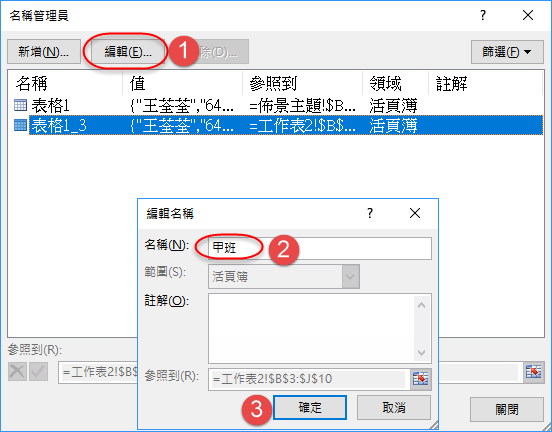 名稱管理員
新增(N)... 編輯(E)... 1 除(D)... 篩選(F)
名稱 值 參照到 領域 註解
表格1 {"王荃荃","64... =佈景主題!$B... 活頁簿
表格1_3 {"王荃荃","64... =工作表2!$B$... 活頁簿
編輯名稱 ?
名稱(N): 甲班 2
範圍(S): 活頁簿
註解(O):
參照到(R):
=工作表2!$B$
參照到(R): =工作表2!$B$3:$J$10
3 確定 取消
關閉